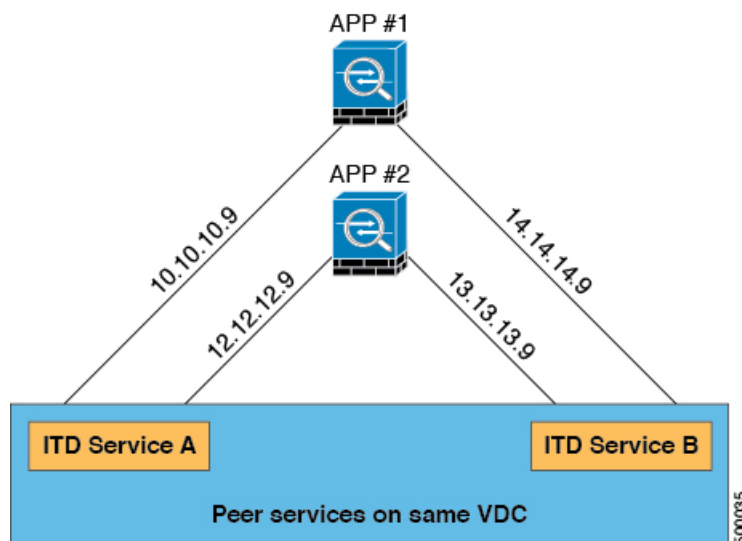 APP #1
APP #2
10.10.10.9
12.12.12.9
13.13.13.9
14.14.14.9
ITD Service A
ITD Service B
Peer services on same VDC
500035